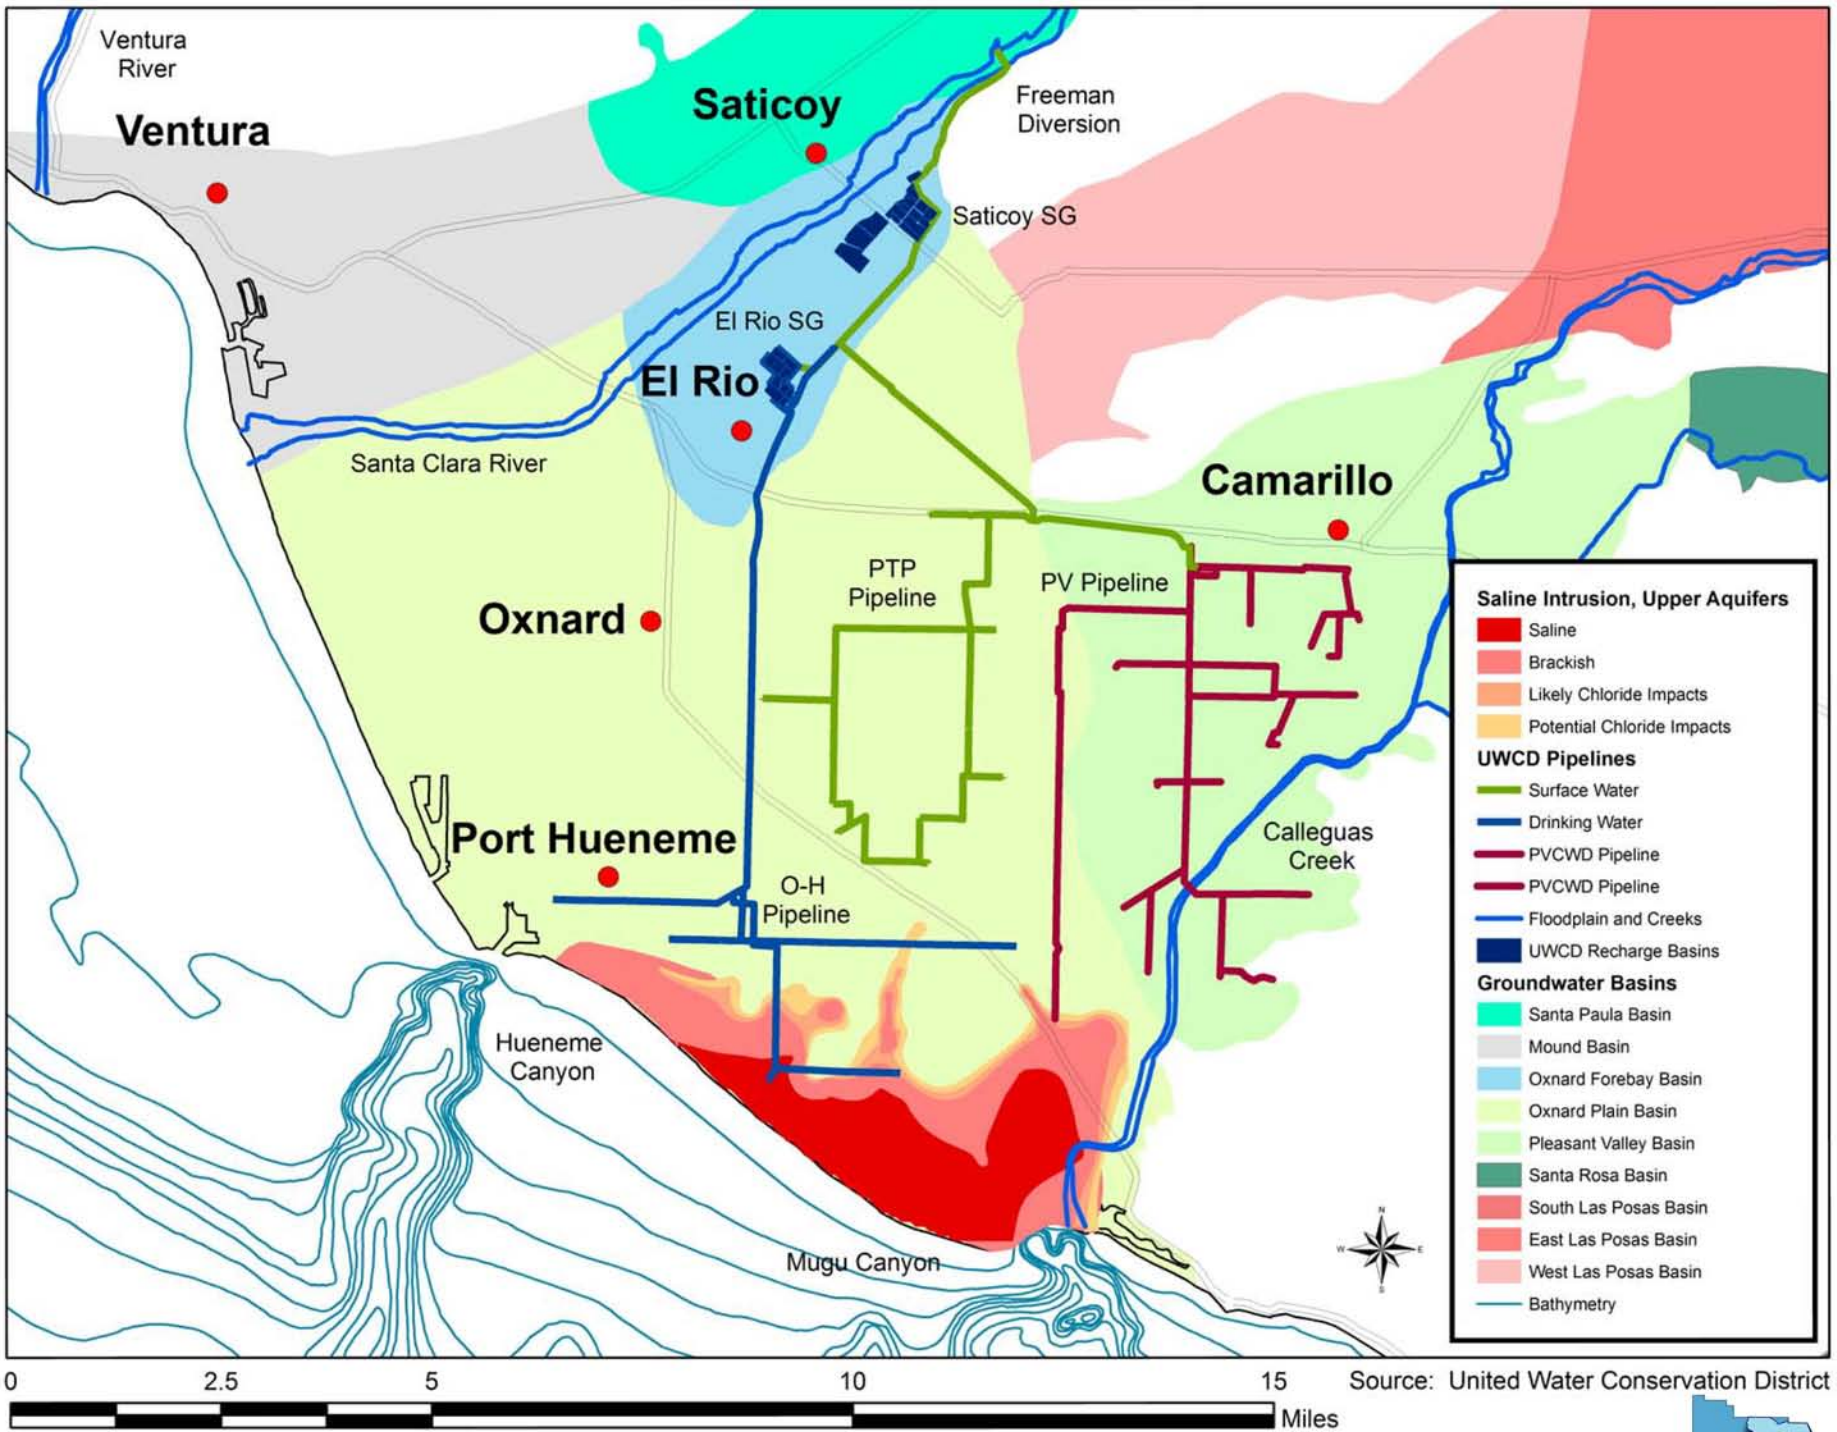 Ventura
River
Ventura
Saticoy
Freeman
Diversion
Saticoy SG
El Rio SG
El Rio
Santa Clara River
Camarillo
PTP
Pipeline
PV Pipeline
Oxnard
Port Hueneme
O-H
Pipeline
Calleguas
Creek
Hueneme
Canyon
Mugu Canyon
N
W
E
S
Saline Intrusion, Upper Aquifers
Saline
Brackish
Likely Chloride Impacts
Potential Chloride Impacts
UWCD Pipelines
Surface Water
Drinking Water
PVCWD Pipeline
PVCWD Pipeline
Floodplain and Creeks
UWCD Recharge Basins
Groundwater Basins
Santa Paula Basin
Mound Basin
Oxnard Forebay Basin
Oxnard Plain Basin
Pleasant Valley Basin
Santa Rosa Basin
South Las Posas Basin
East Las Posas Basin
West Las Posas Basin
Bathymetry
0 2.5 5 10 15
Miles
Source: United Water Conservation District